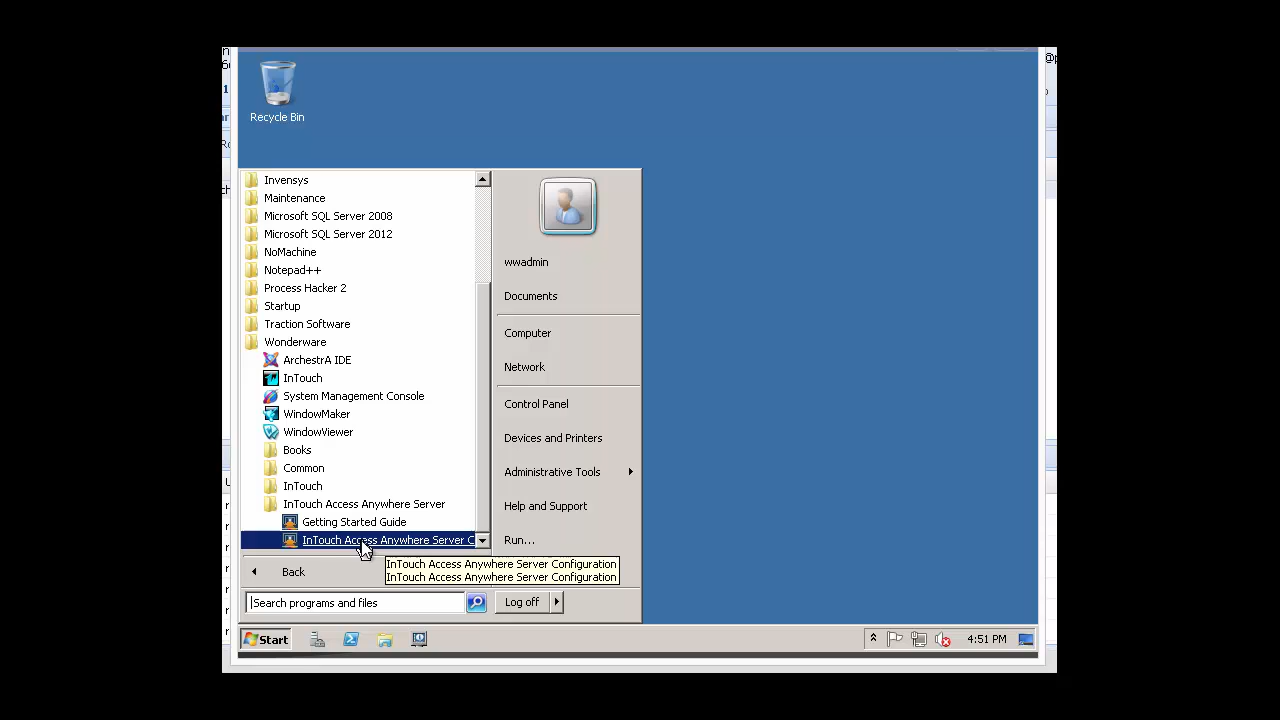 Recycle Bin
Invensys
Maintenance
Microsoft SQL Server 2008
Microsoft SQL Server 2012
NoMachine
Notepad++
Process Hacker 2
Startup
Traction Software
Wonderware
ArchestrA IDE
InTouch
System Management Console
WindowMaker
WindowViewer
Books
Common
InTouch
InTouch Access Anywhere Server
Getting Started Guide
InTouch Access Anywhere Server C
Back
Search programs and files
wwadmin
Documents
Computer
Network
Control Panel
Devices and Printers
Administrative Tools
Help and Support
Run...
InTouch Access Anywhere Server Configuration
InTouch Access Anywhere Server Configuration
Log off
Start
4:51 PM